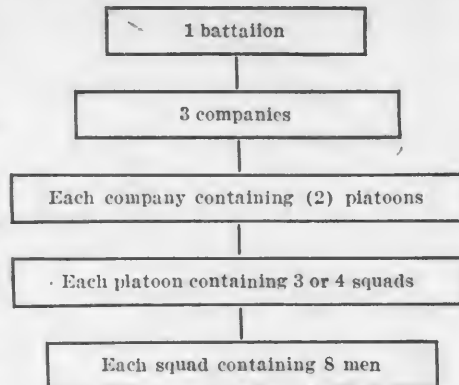 1 battalion
3 companies
Each company containing (2) platoons
Each platoon containing 3 or 4 squads
Each squad containing 8 men